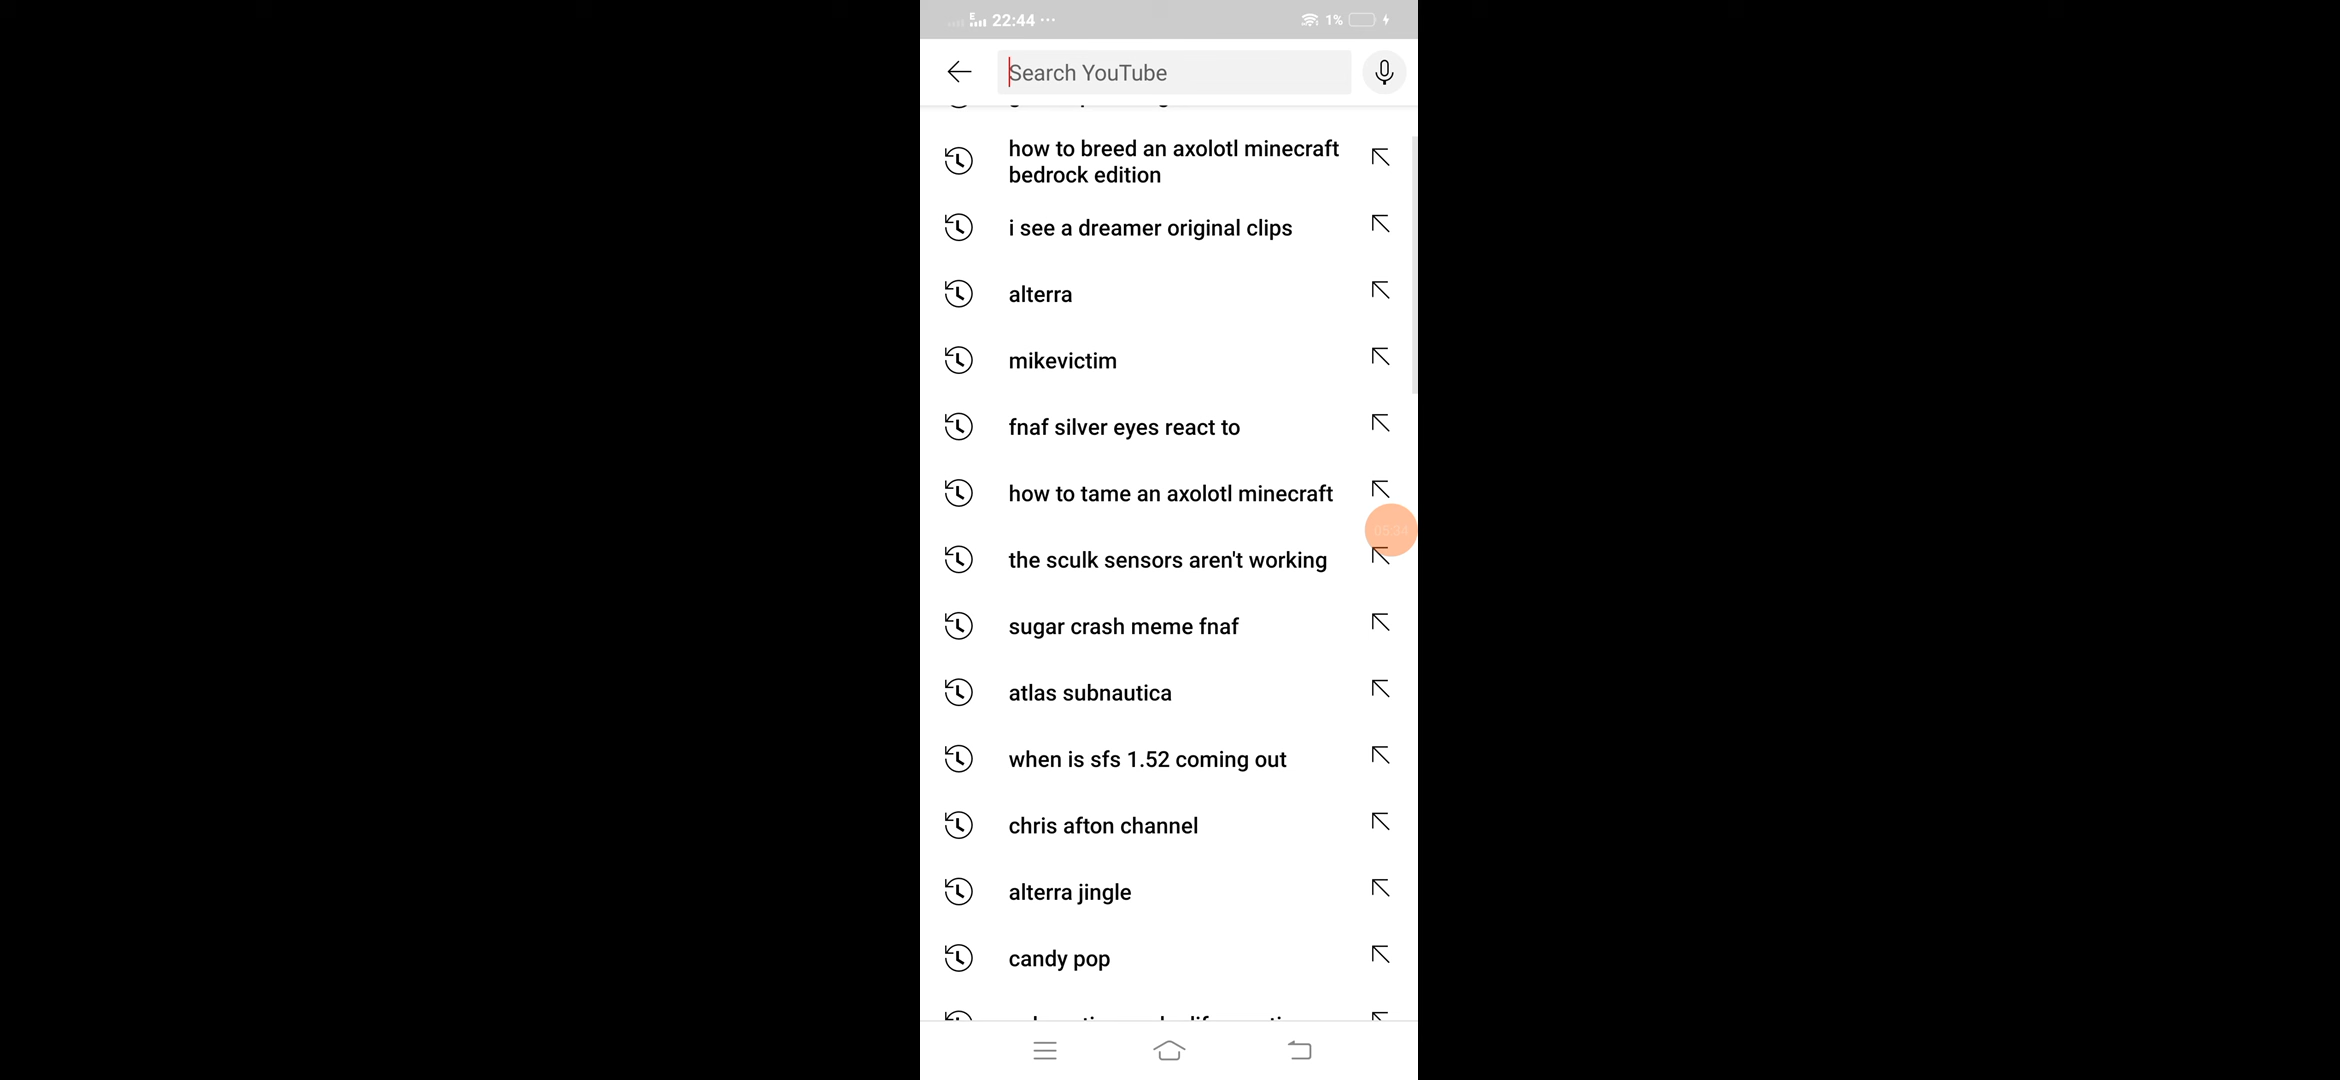 E 22:44 ... 1%
Search YouTube
how to breed an axolotl minecraft
bedrock edition
i see a dreamer original clips
alterra
mikevictim
fnaf silver eyes react to
how to tame an axolotl minecraft
05:34
the sculk sensors aren't working
sugar crash meme fnaf
atlas subnautica
when is sfs 1.52 coming out
chris afton channel
alterra jingle
candy pop